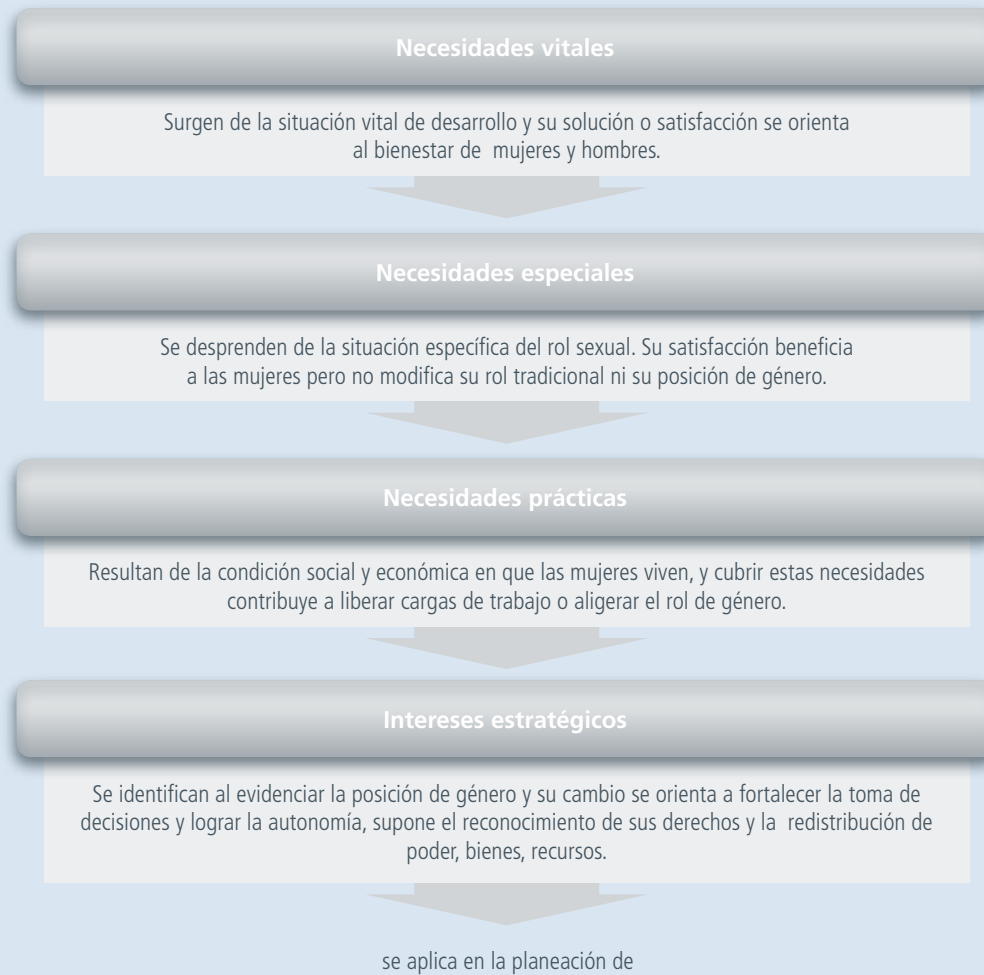 Necesidades vitales
Surgen de la situación vital de desarrollo y su solución o satisfacción se orienta
al bienestar de mujeres y hombres.
Necesidades especiales
Se desprenden de la situación específica del rol sexual. Su satisfacción beneficia
a las mujeres pero no modifica su rol tradicional ni su posición de género.
Necesidades prácticas
Resultan de la condición social y económica en que las mujeres viven, y cubrir estas necesidades
contribuye a liberar cargas de trabajo o aligerar el rol de género.
Intereses estratégicos
Se identifican al evidenciar la posición de género y su cambio se orienta a fortalecer la toma de
decisiones y lograr la autonomía, supone el reconocimiento de sus derechos y la redistribución de
poder, bienes, recursos.
se aplica en la planeación de